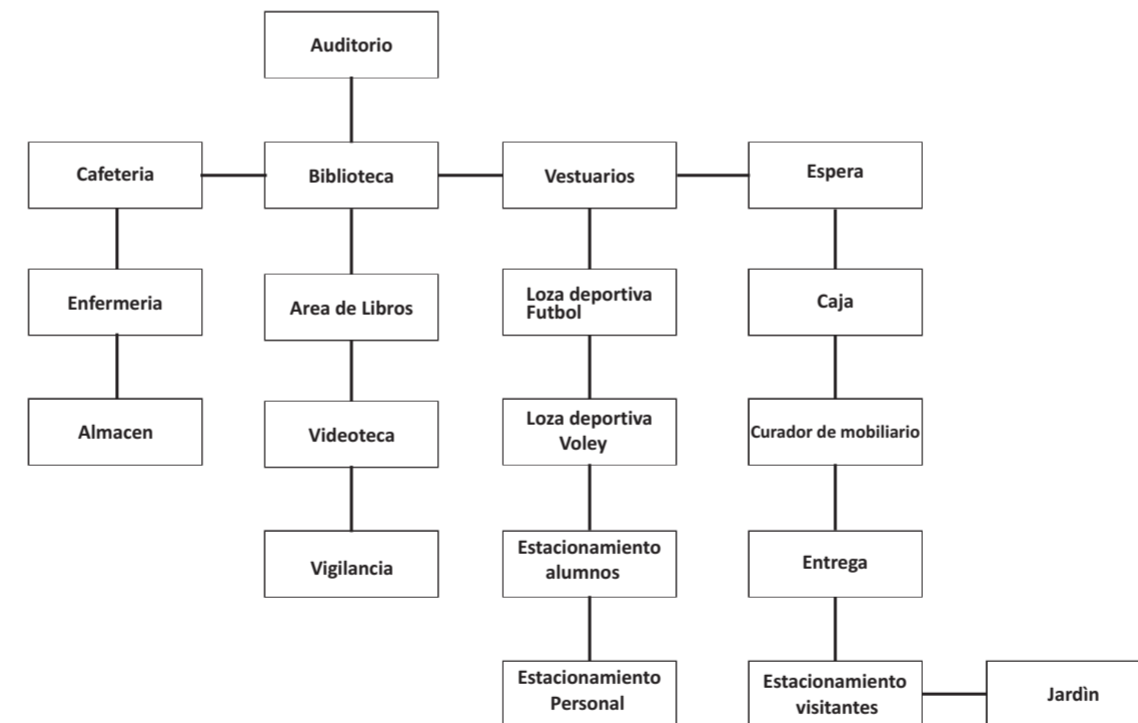 Auditorio
Cafeteria
Biblioteca
Vestuarios
Espera
Enfermeria
Area de Libros
Loza deportiva
Futbol
Caja
Almacen
Videoteca
Loza deportiva
Voley
Curador de mobiliario
Vigilancia
Estacionamiento
alumnos
Entrega
Estacionamiento
Personal
Estacionamiento
visitantes
Jardìn